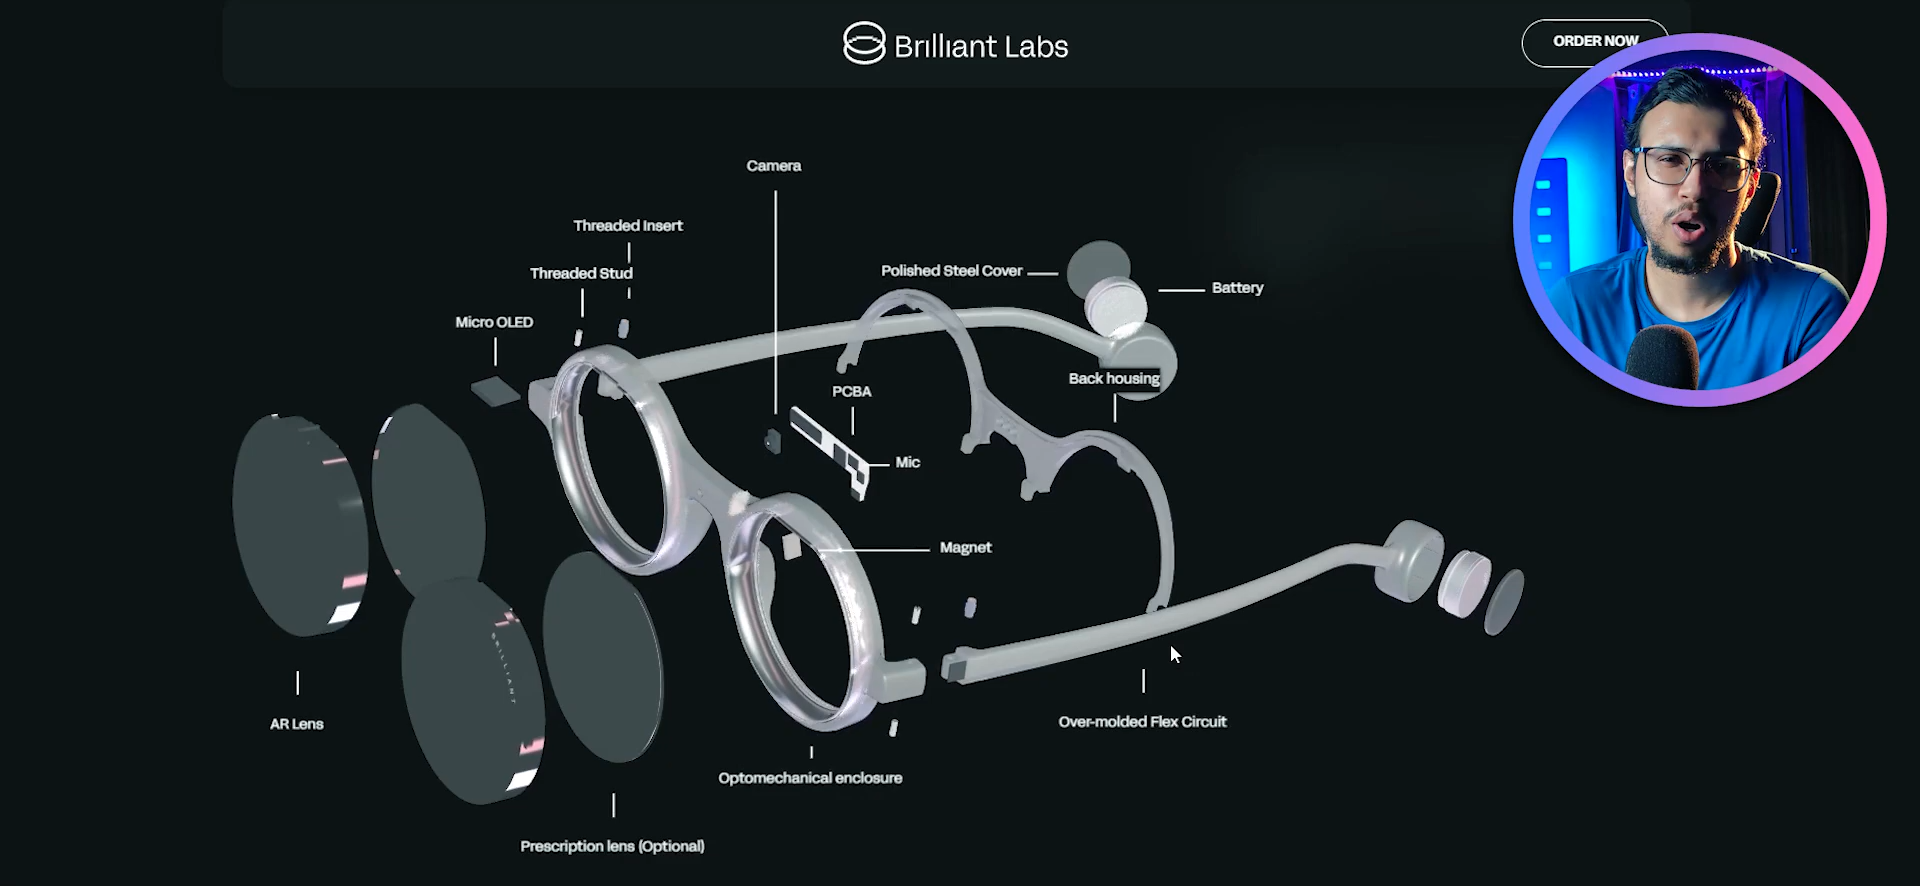 Brilliant Labs
ORDER NOW
Camera
Threaded Insert
Threaded Stud
Polished Steel Cover
Battery
Micro OLED
Back housing
PCBA
Mic
Magnet
BRILLIANT
AR Lens
Over-molded Flex Circuit
Optomechanical enclosure
Prescription lens (Optional)